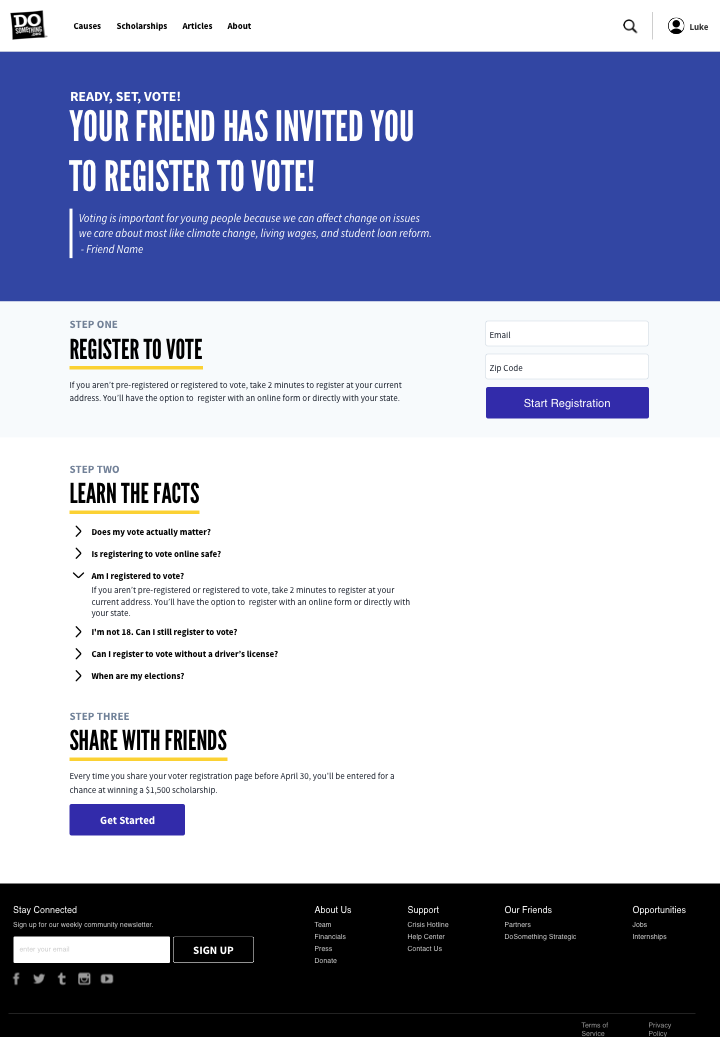 DO
SOMETHING
.ORG
Causes
Scholarships
Articles
About
Luke
READY, SET, VOTE!
YOUR FRIEND HAS INVITED YOU
TO REGISTER TO VOTE!
Voting is important for young people because we can affect change on issues
we care about most like climate change, living wages, and student loan reform.
- Friend Name
STEP ONE
REGISTER TO VOTE
If you aren't pre-registered or registered to vote, take 2 minutes to register at your current
address. You'll have the option to register with an online form or directly with your state.
Email
Zip Code
Start Registration
STEP TWO
LEARN THE FACTS
Does my vote actually matter?
Is registering to vote online safe?
Am I registered to vote?
If you aren't pre-registered or registered to vote, take 2 minutes to register at your
current address. You'll have the option to register with an online form or directly with
your state.
I'm not 18. Can I still register to vote?
Can I register to vote without a driver's license?
When are my elections?
STEP THREE
SHARE WITH FRIENDS
Every time you share your voter registration page before April 30, you'll be entered for a
chance at winning a $1,500 scholarship.
Get Started
Stay Connected
Sign up for our weekly community newsletter.
enter your email
SIGN UP
About Us
Team
Financials
Press
Donate
Support
Crisis Hotline
Help Center
Contact Us
Our Friends
Partners
DoSomething Strategic
Opportunities
Jobs
Internships
Terms of
Service
Privacy
Policy